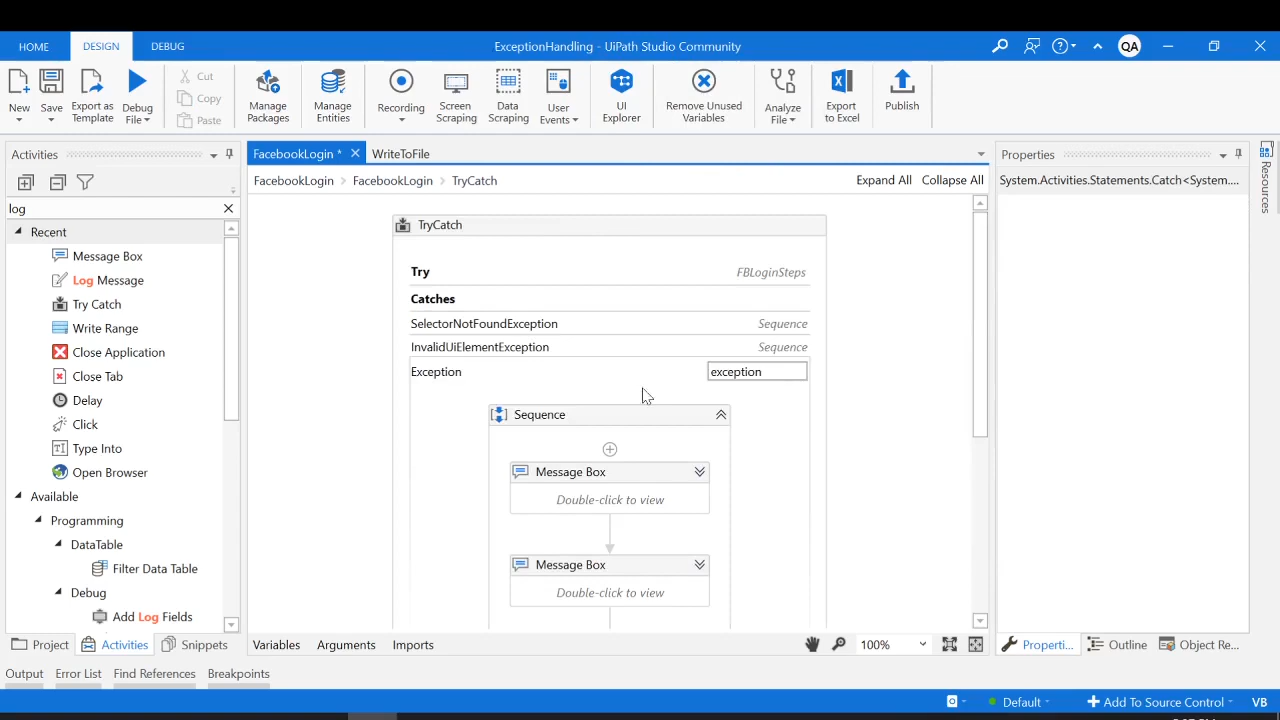 HOME DESIGN DEBUG ExceptionHandling - UiPath Studio Community QA
New Save Export as Template Debug File Cut Copy Paste Manage Packages Manage Entities Recording Screen Scraping Data Scraping User Events UI Explorer Remove Unused Variables Analyze File Export to Excel Publish
Activities FacebookLogin * WriteToFile Properties
FacebookLogin FacebookLogin TryCatch Expand All Collapse All System.Activities.Statements.Catch<System....
Resources
log
Recent
Message Box
Log Message
Try Catch
Write Range
Close Application
Close Tab
Delay
Click
Type Into
Open Browser
Available
Programming
DataTable
Filter Data Table
Debug
Add Log Fields
TryCatch
Try FBLoginSteps
Catches
SelectorNotFoundException Sequence
InvalidUiElementException Sequence
Exception exception
Sequence
Message Box
Double-click to view
Message Box
Double-click to view
Project Activities Snippets Variables Arguments Imports 100% Properti... Outline Object Re...
Output Error List Find References Breakpoints
Default Add To Source Control VB